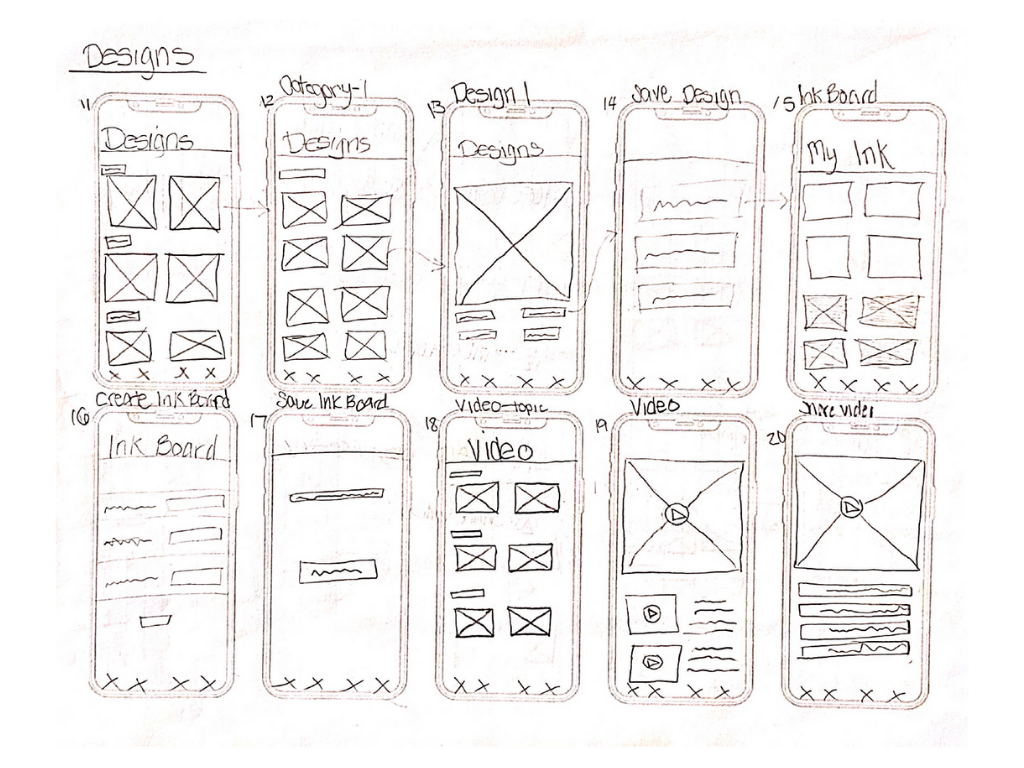 Designs
11
Designs
12 Category-1
Designs
13 Design 1
Designs
14 Save Design
15 Ink Board
My Ink
16 Create Ink Board
Ink Board
17 Save Ink Board
18 Video-topic
Video
19 Video
20 Share video